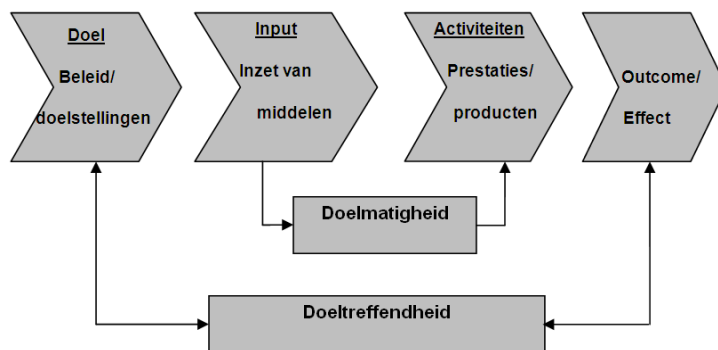 Doel
Beleid/
doelstellingen
Input
Inzet van
middelen
Activiteiten
Prestaties/
producten
Outcome/
Effect
Doelmatigheid
Doeltreffendheid